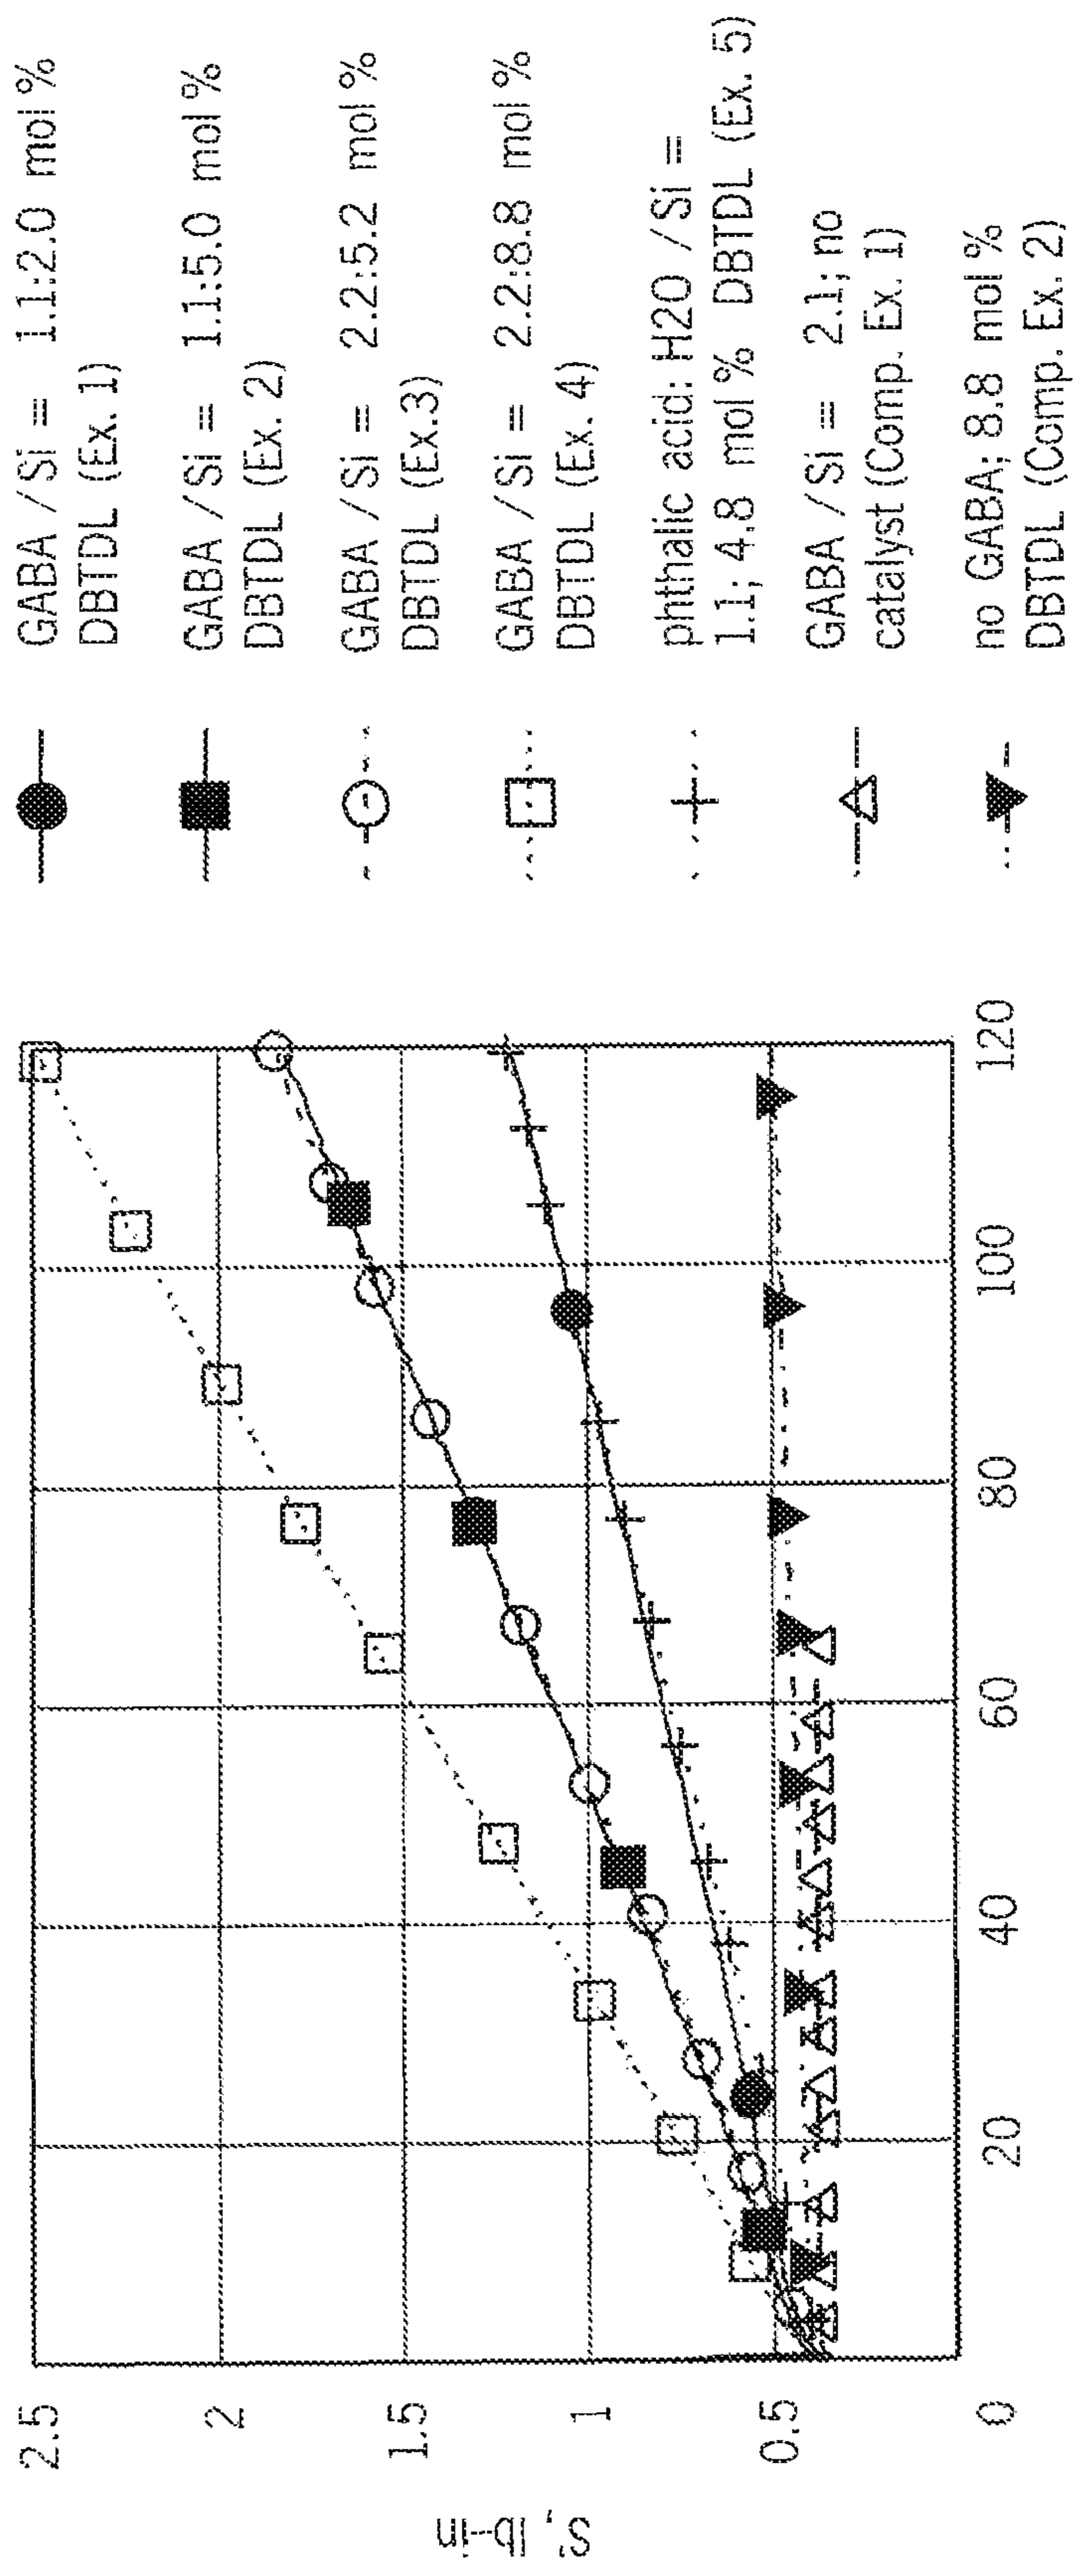 S', lb-in
2.5
2
1.5
1
0.5
0
20
40
60
80
100
120
GABA/Si = 1.1:2.0 mol %
DBTDL (Ex. 1)
GABA/Si = 1.1:5.0 mol %
DBTDL (Ex. 2)
GABA/Si = 2.2:5.2 mol %
DBTDL (Ex.3)
GABA/Si = 2.2:8.8 mol %
DBTDL (Ex. 4)
phthalic acid: H2O/Si =
1.1; 4.8 mol % DBTDL (Ex. 5)
GABA/Si = 2.1; no
catalyst (Comp. Ex. 1)
no GABA; 8.8 mol %
DBTDL (Comp. Ex. 2)